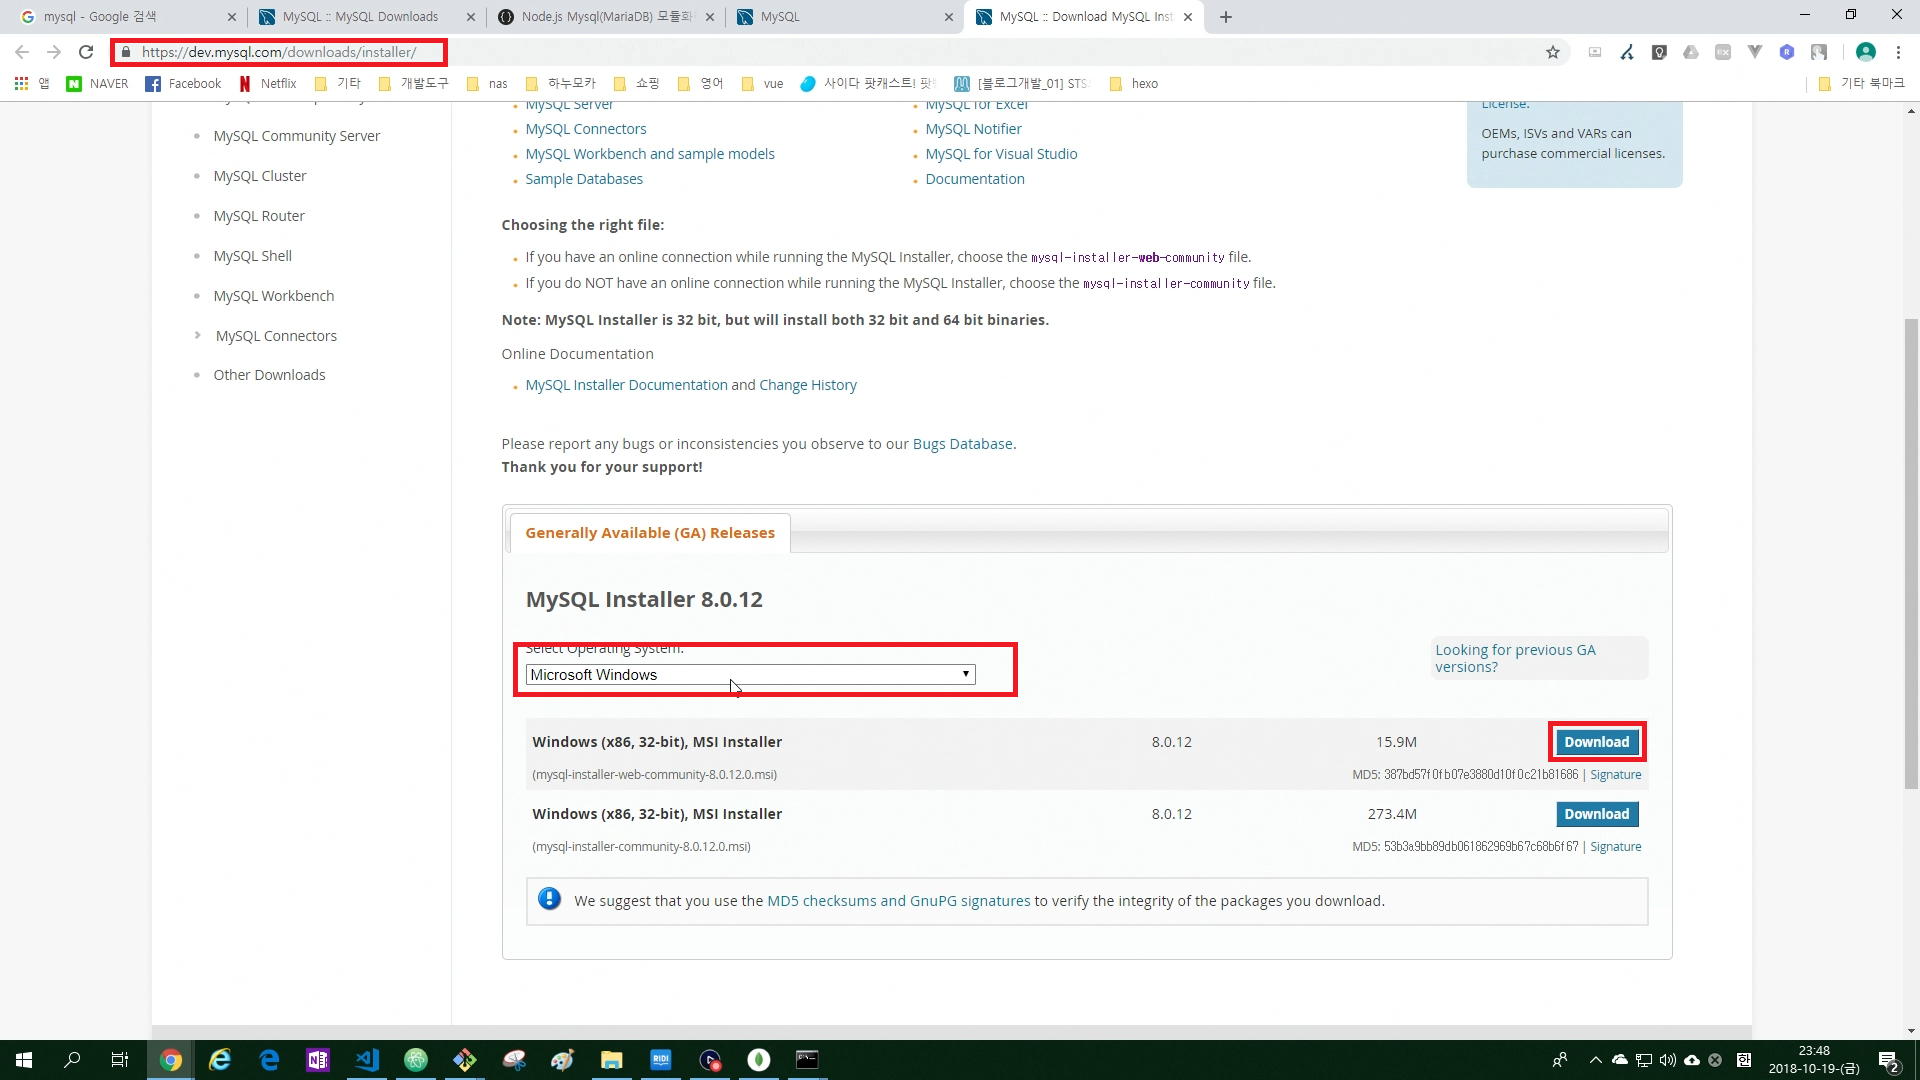 mysql - Google 검색
MySQL :: MySQL Downloads
Node.js Mysql(MariaDB) 모듈화
MySQL
MySQL :: Download MySQL Inst
https://dev.mysql.com/downloads/installer/
앱
NAVER
Facebook
Netflix
기타
개발도구
nas
하누모카
쇼핑
영어
vue
사이다 팟캐스트! 팟
[블로그개발_01] STS
hexo
기타 북마크
MySQL Community Server
MySQL Cluster
MySQL Router
MySQL Shell
MySQL Workbench
MySQL Connectors
Other Downloads
MySQL Server
MySQL Connectors
MySQL Workbench and sample models
Sample Databases
MySQL for Excel
MySQL Notifier
MySQL for Visual Studio
Documentation
License.
OEMs, ISVs and VARs can
purchase commercial licenses.
Choosing the right file:
If you have an online connection while running the MySQL Installer, choose the mysql-installer-web-community file.
If you do NOT have an online connection while running the MySQL Installer, choose the mysql-installer-community file.
Note: MySQL Installer is 32 bit, but will install both 32 bit and 64 bit binaries.
Online Documentation
MySQL Installer Documentation and Change History
Please report any bugs or inconsistencies you observe to our Bugs Database.
Thank you for your support!
Generally Available (GA) Releases
MySQL Installer 8.0.12
Select Operating System:
Microsoft Windows
Looking for previous GA
versions?
Windows (x86, 32-bit), MSI Installer 8.0.12 15.9M Download
(mysql-installer-web-community-8.0.12.0.msi) MD5: 387bd57f0fb07e3880d10f0c21b81686 | Signature
Windows (x86, 32-bit), MSI Installer 8.0.12 273.4M Download
(mysql-installer-community-8.0.12.0.msi) MD5: 53b3a9bb89db061862969b67c68b6f67 | Signature
We suggest that you use the MD5 checksums and GnuPG signatures to verify the integrity of the packages you download.
RIDI
한
23:48
2018-10-19-(금)
2